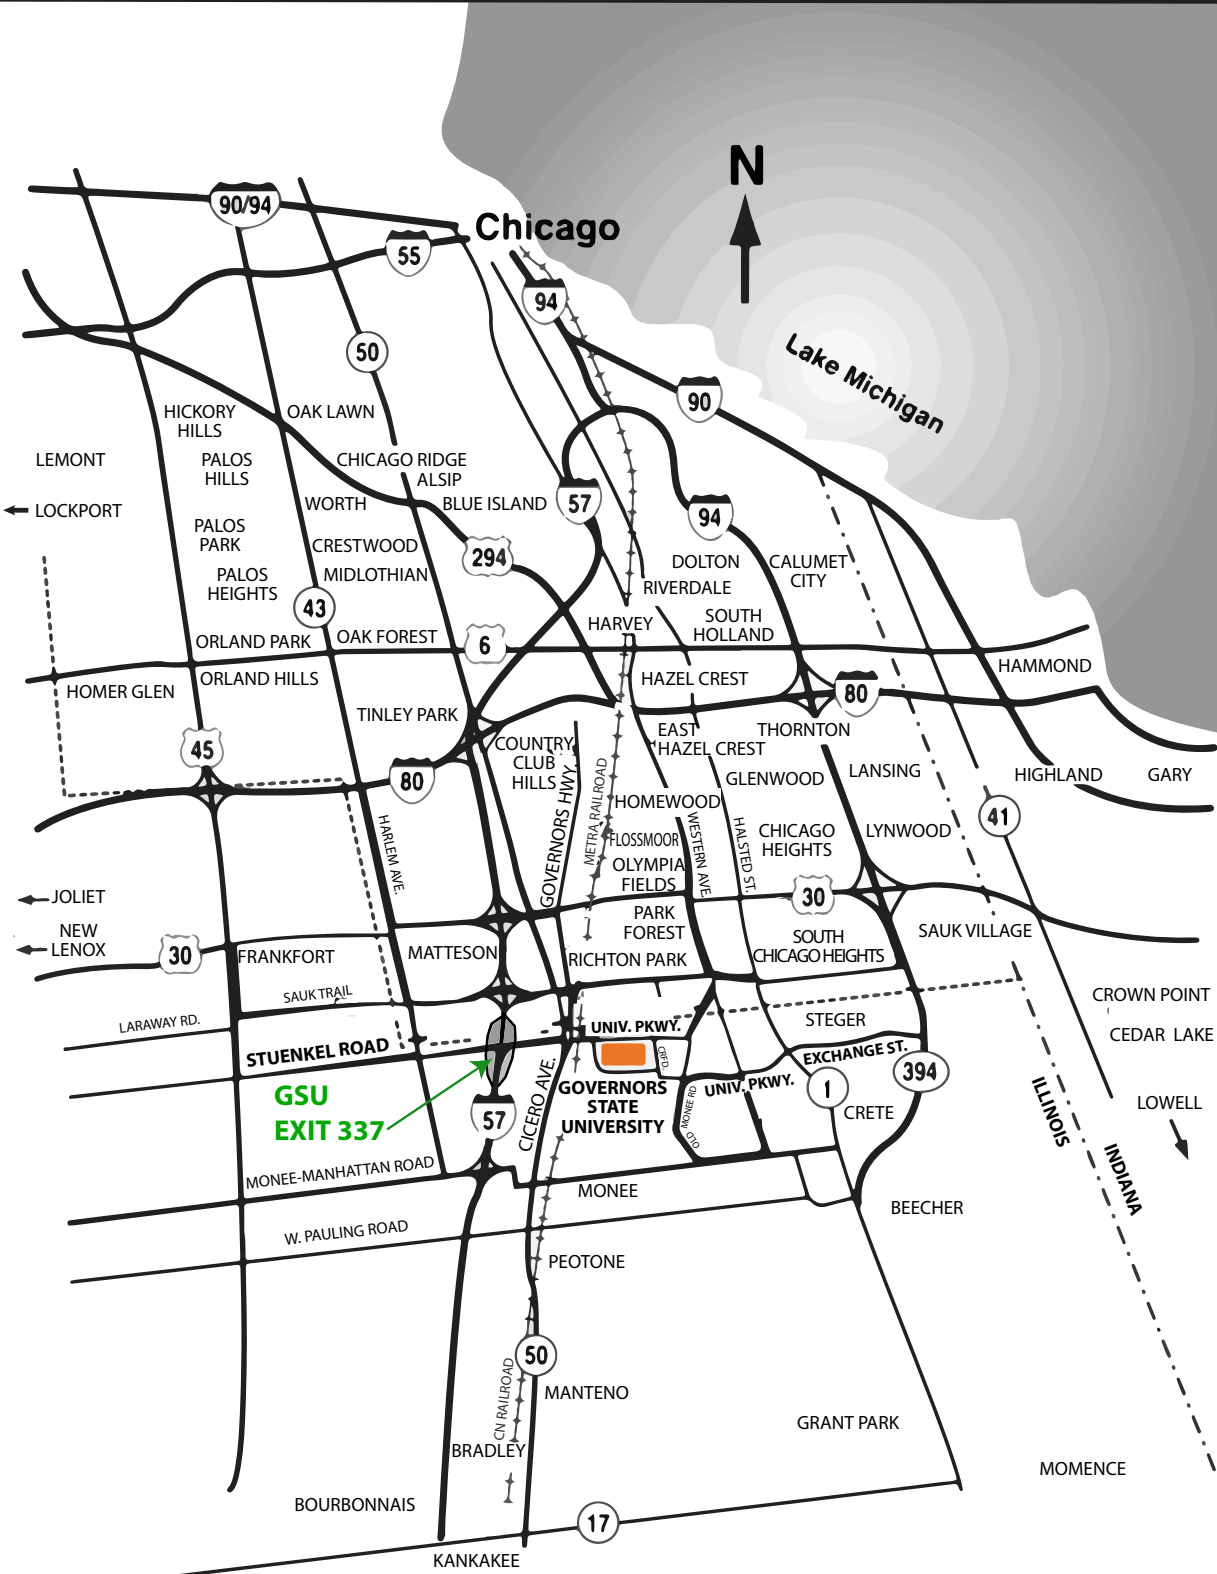 N
90/94
Chicago
55
94
50
Lake Michigan
90
HICKORY
HILLS
OAK LAWN
LEMONT
PALOS
HILLS
CHICAGO RIDGE
ALSIP
LOCKPORT
WORTH
BLUE ISLAND
57
94
PALOS
PARK
CRESTWOOD
294
DOLTON
CALUMET
CITY
PALOS
HEIGHTS
MIDLOTHIAN
RIVERDALE
43
HARVEY
SOUTH
HOLLAND
ORLAND PARK
OAK FOREST
6
HAMMOND
HOMER GLEN
ORLAND HILLS
HAZEL CREST
80
TINLEY PARK
EAST
HAZEL CREST
THORNTON
45
COUNTRY
CLUB
HILLS
80
GLENWOOD
LANSING
HIGHLAND
GARY
GOVERNORS HWY.
METRA RAILROAD
HOMEWOOD
41
HARLEM AVE.
WESTERN AVE.
HALSTED ST.
FLOSSMOOR
CHICAGO
HEIGHTS
LYNWOOD
OLYMPIA
FIELDS
JOLIET
30
NEW
LENOX
PARK
FOREST
30
FRANKFORT
MATTESON
RICHTON PARK
SOUTH
CHICAGO HEIGHTS
SAUK VILLAGE
SAUK TRAIL
CROWN POINT
LARAWAY RD.
UNIV. PKWY.
STEGER
CEDAR LAKE
STUENKEL ROAD
CRFD.
EXCHANGE ST.
394
GSU
EXIT 337
57
CICERO AVE.
GOVERNORS
STATE
UNIVERSITY
UNIV. PKWY.
1
OLD MONEE RD
CRETE
ILLINOIS
INDIANA
LOWELL
MONEE-MANHATTAN ROAD
MONEE
BEECHER
W. PAULING ROAD
PEOTONE
50
CN RAILROAD
MANTENO
GRANT PARK
BRADLEY
MOMENCE
BOURBONNAIS
17
KANKAKEE